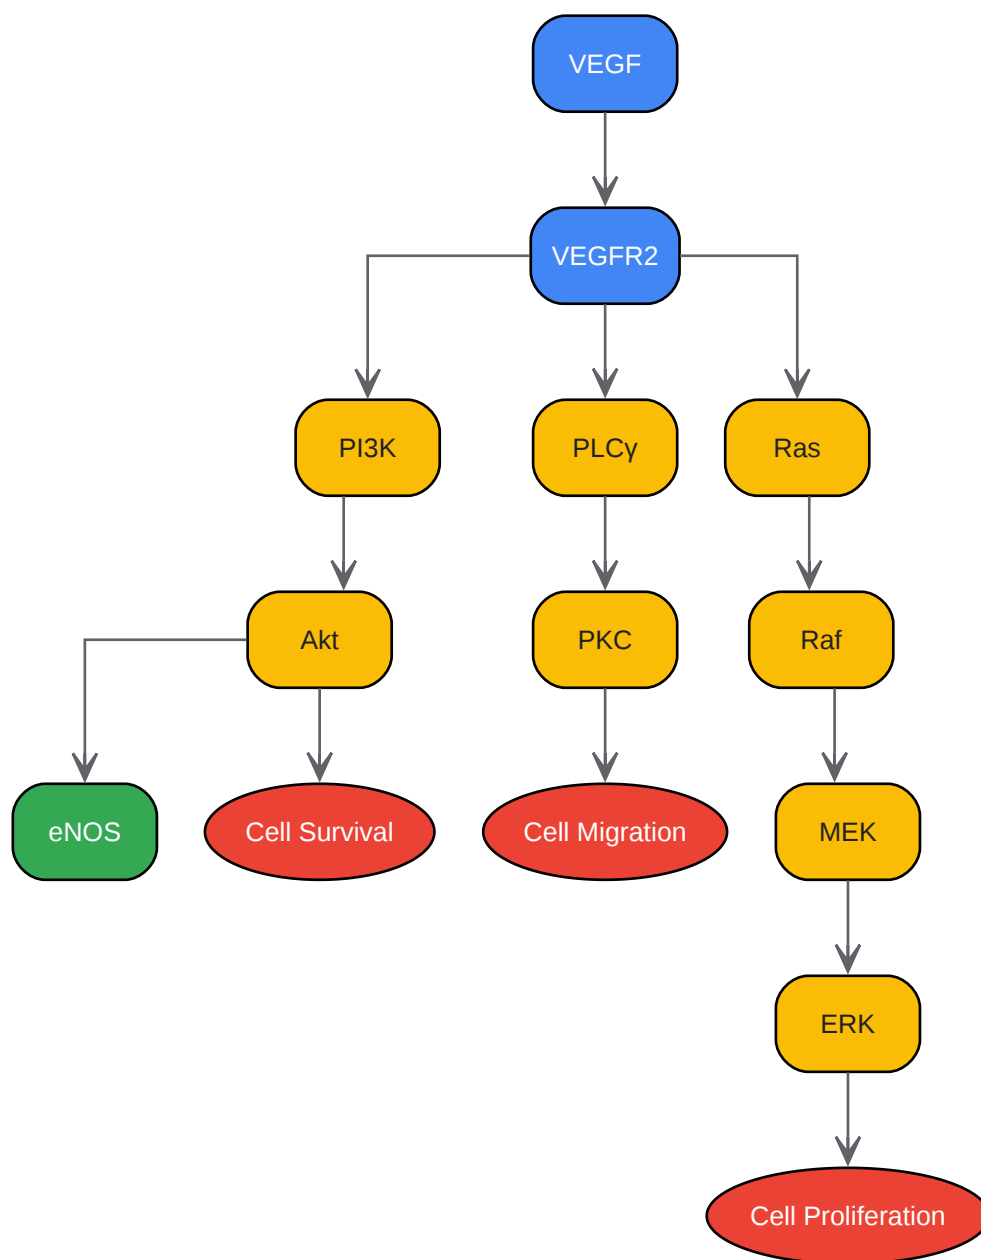 VEGF
VEGFR2
PI3K
PLCγ
Ras
Akt
PKC
Raf
eNOS
Cell Survival
Cell Migration
MEK
ERK
Cell Proliferation